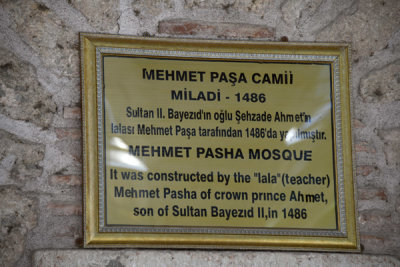 MEHMET PAŞA CAMİİ
MİLADİ - 1486
Sultan II. Bayezıd'ın oğlu Şehzade Ahmet'in
lalası Mehmet Paşa tarafından 1486'da yapılmıştır.
MEHMET PASHA MOSQUE
It was constructed by the "lala"(teacher)
Mehmet Pasha of crown prince Ahmet,
son of Sultan Bayezıd II,in 1486